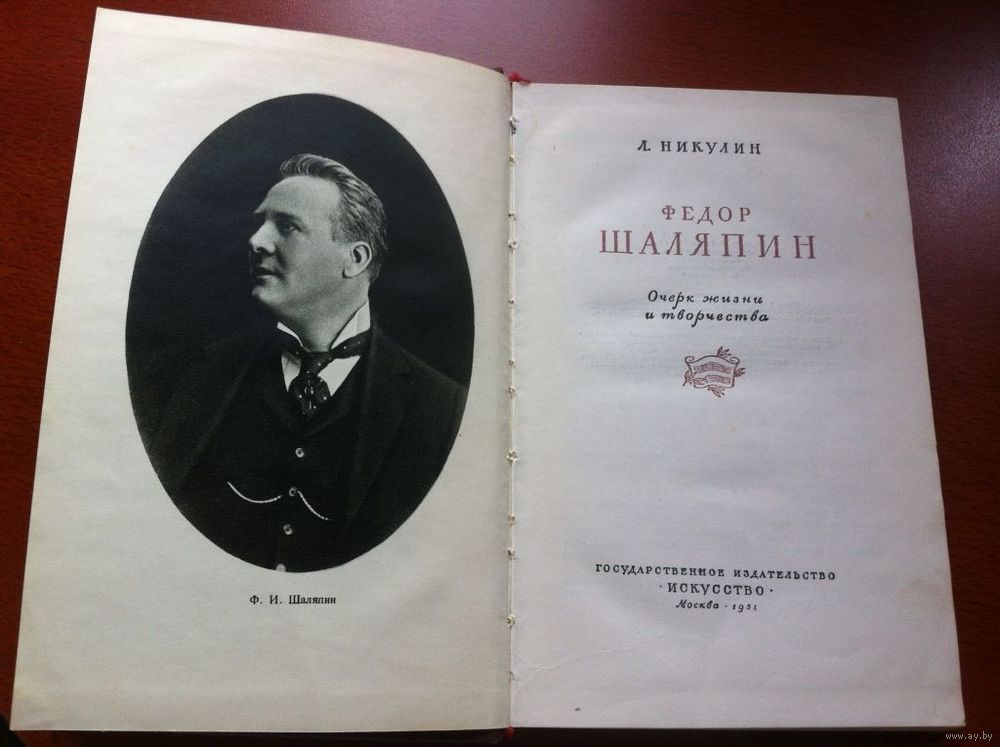 Ф. И. Шаляпин
Л. НИКУЛИН
ФЕДОР
ШАЛЯПИН
Очерк жизни
и творчества
ГОСУДАРСТВЕННОЕ ИЗДАТЕЛЬСТВО
· ИСКУССТВО ·
Москва · 1951
www.ay.by